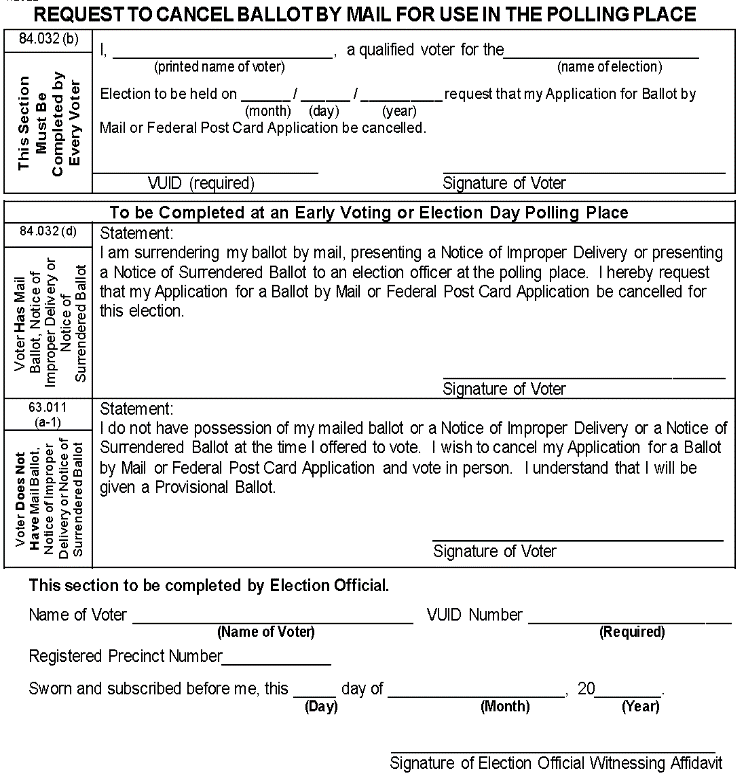 REQUEST TO CANCEL BALLOT BY MAIL FOR USE IN THE POLLING PLACE
84.032 (b)
This Section
Must Be
Completed by
Every Voter
I, ____________________________, a qualified voter for the_________________________
(printed name of voter) (name of election)
Election to be held on ______/______/__________request that my Application for Ballot by
(month) (day) (year)
Mail or Federal Post Card Application be cancelled.
VUID (required) Signature of Voter
To be Completed at an Early Voting or Election Day Polling Place
84.032 (d)
Voter Has Mail
Ballot, Notice of
Improper Delivery or
Notice of
Surrendered Ballot
Statement:
I am surrendering my ballot by mail, presenting a Notice of Improper Delivery or presenting
a Notice of Surrendered Ballot to an election officer at the polling place. I hereby request
that my Application for a Ballot by Mail or Federal Post Card Application be cancelled for
this election.
Signature of Voter
63.011
(a-1)
Voter Does Not
Have Mail Ballot,
Notice of Improper
Delivery or Notice of
Surrendered Ballot
Statement:
I do not have possession of my mailed ballot or a Notice of Improper Delivery or a Notice of
Surrendered Ballot at the time I offered to vote. I wish to cancel my Application for a Ballot
by Mail or Federal Post Card Application and vote in person. I understand that I will be
given a Provisional Ballot.
Signature of Voter
This section to be completed by Election Official.
Name of Voter ________________________________ VUID Number __________________________
(Name of Voter) (Required)
Registered Precinct Number______________
Sworn and subscribed before me, this _____ day of ______________________, 20________.
(Day) (Month) (Year)
Signature of Election Official Witnessing Affidavit